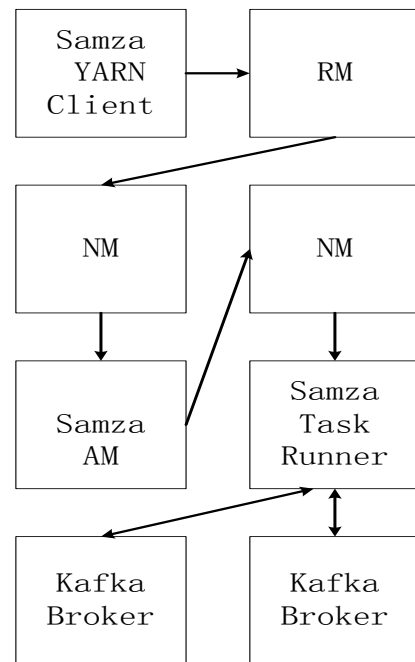 Samza
YARN
Client
RM
NM
NM
Samza
AM
Samza
Task
Runner
Kafka
Broker
Kafka
Broker